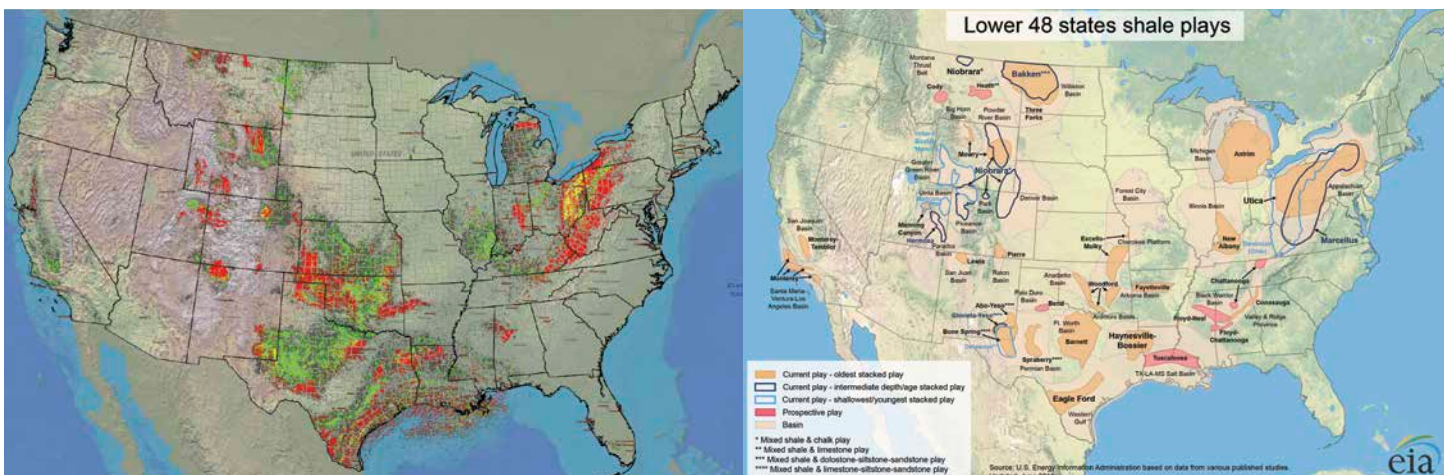 UNITED STATES
Lower 48 states shale plays
Montana
Thrust
Belt
Niobrara*
Bakken***
Cody
Heath**
Williston
Basin
Big Horn
Basin
Powder
River Basin
Three
Forks
Mowry
Michigan
Basin
Antrim
Greater
Green River
Basin
Niobrara*
Uinta Basin
Park
Basin
Denver Basin
Forest City
Basin
Illinois Basin
Utica
Appalachian
Basin
San Joaquin
Basin
Manning
Canyon
Piceance
Basin
Hermosa
Paradox
Basin
Marcellus
Monterey-
Temblor
Excello-
Mulky
Cherokee Platform
New
Albany
Pierre
Lewis
Monterey
San Juan
Basin
Raton
Basin
Anadarko
Basin
Woodford
Fayetteville
Chattanooga
Santa Maria-
Ventura-Los
Angeles Basin
Palo Duro
Basin
Arkoma Basin
Black Warrior
Basin
Conasauga
Abo-Yeso****
Glorieta-Yeso****
Bend
Ardmore Basin
Floyd-Neal
Valley & Ridge
Province
Bone Spring****
Delaware
Ft. Worth
Basin
Barnett
Haynesville-
Bossier
Floyd-
Chattanooga
Spraberry****
Permian Basin
Tuscaloosa
TX-LA-MS Salt Basin
Eagle Ford
Western
Gulf
Current play - oldest stacked play
Current play - intermediate depth/age stacked play
Current play - shallowest/youngest stacked play
Prospective play
Basin
* Mixed shale & chalk play
** Mixed shale & limestone play
*** Mixed shale & dolostone-siltstone-sandstone play
**** Mixed shale & limestone-siltstone-sandstone play
Source: U.S. Energy Information Administration based on data from various published studies.
eia